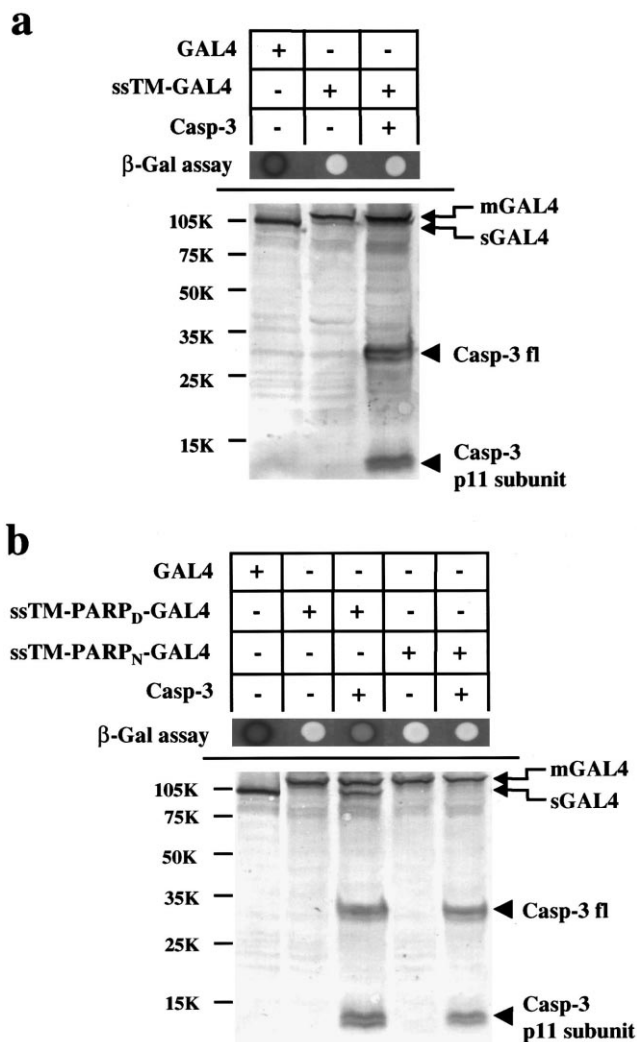 a
GAL4 + - -
ssTM-GAL4 - + +
Casp-3 - - +
β-Gal assay
mGAL4
105K
sGAL4
75K
50K
35K
Casp-3 fl
25K
15K
Casp-3
p11 subunit
b
GAL4 + - - - -
ssTM-PARPD-GAL4 - + + - -
ssTM-PARPN-GAL4 - - - + +
Casp-3 - - + - +
β-Gal assay
mGAL4
105K
sGAL4
75K
50K
35K
Casp-3 fl
25K
15K
Casp-3
p11 subunit